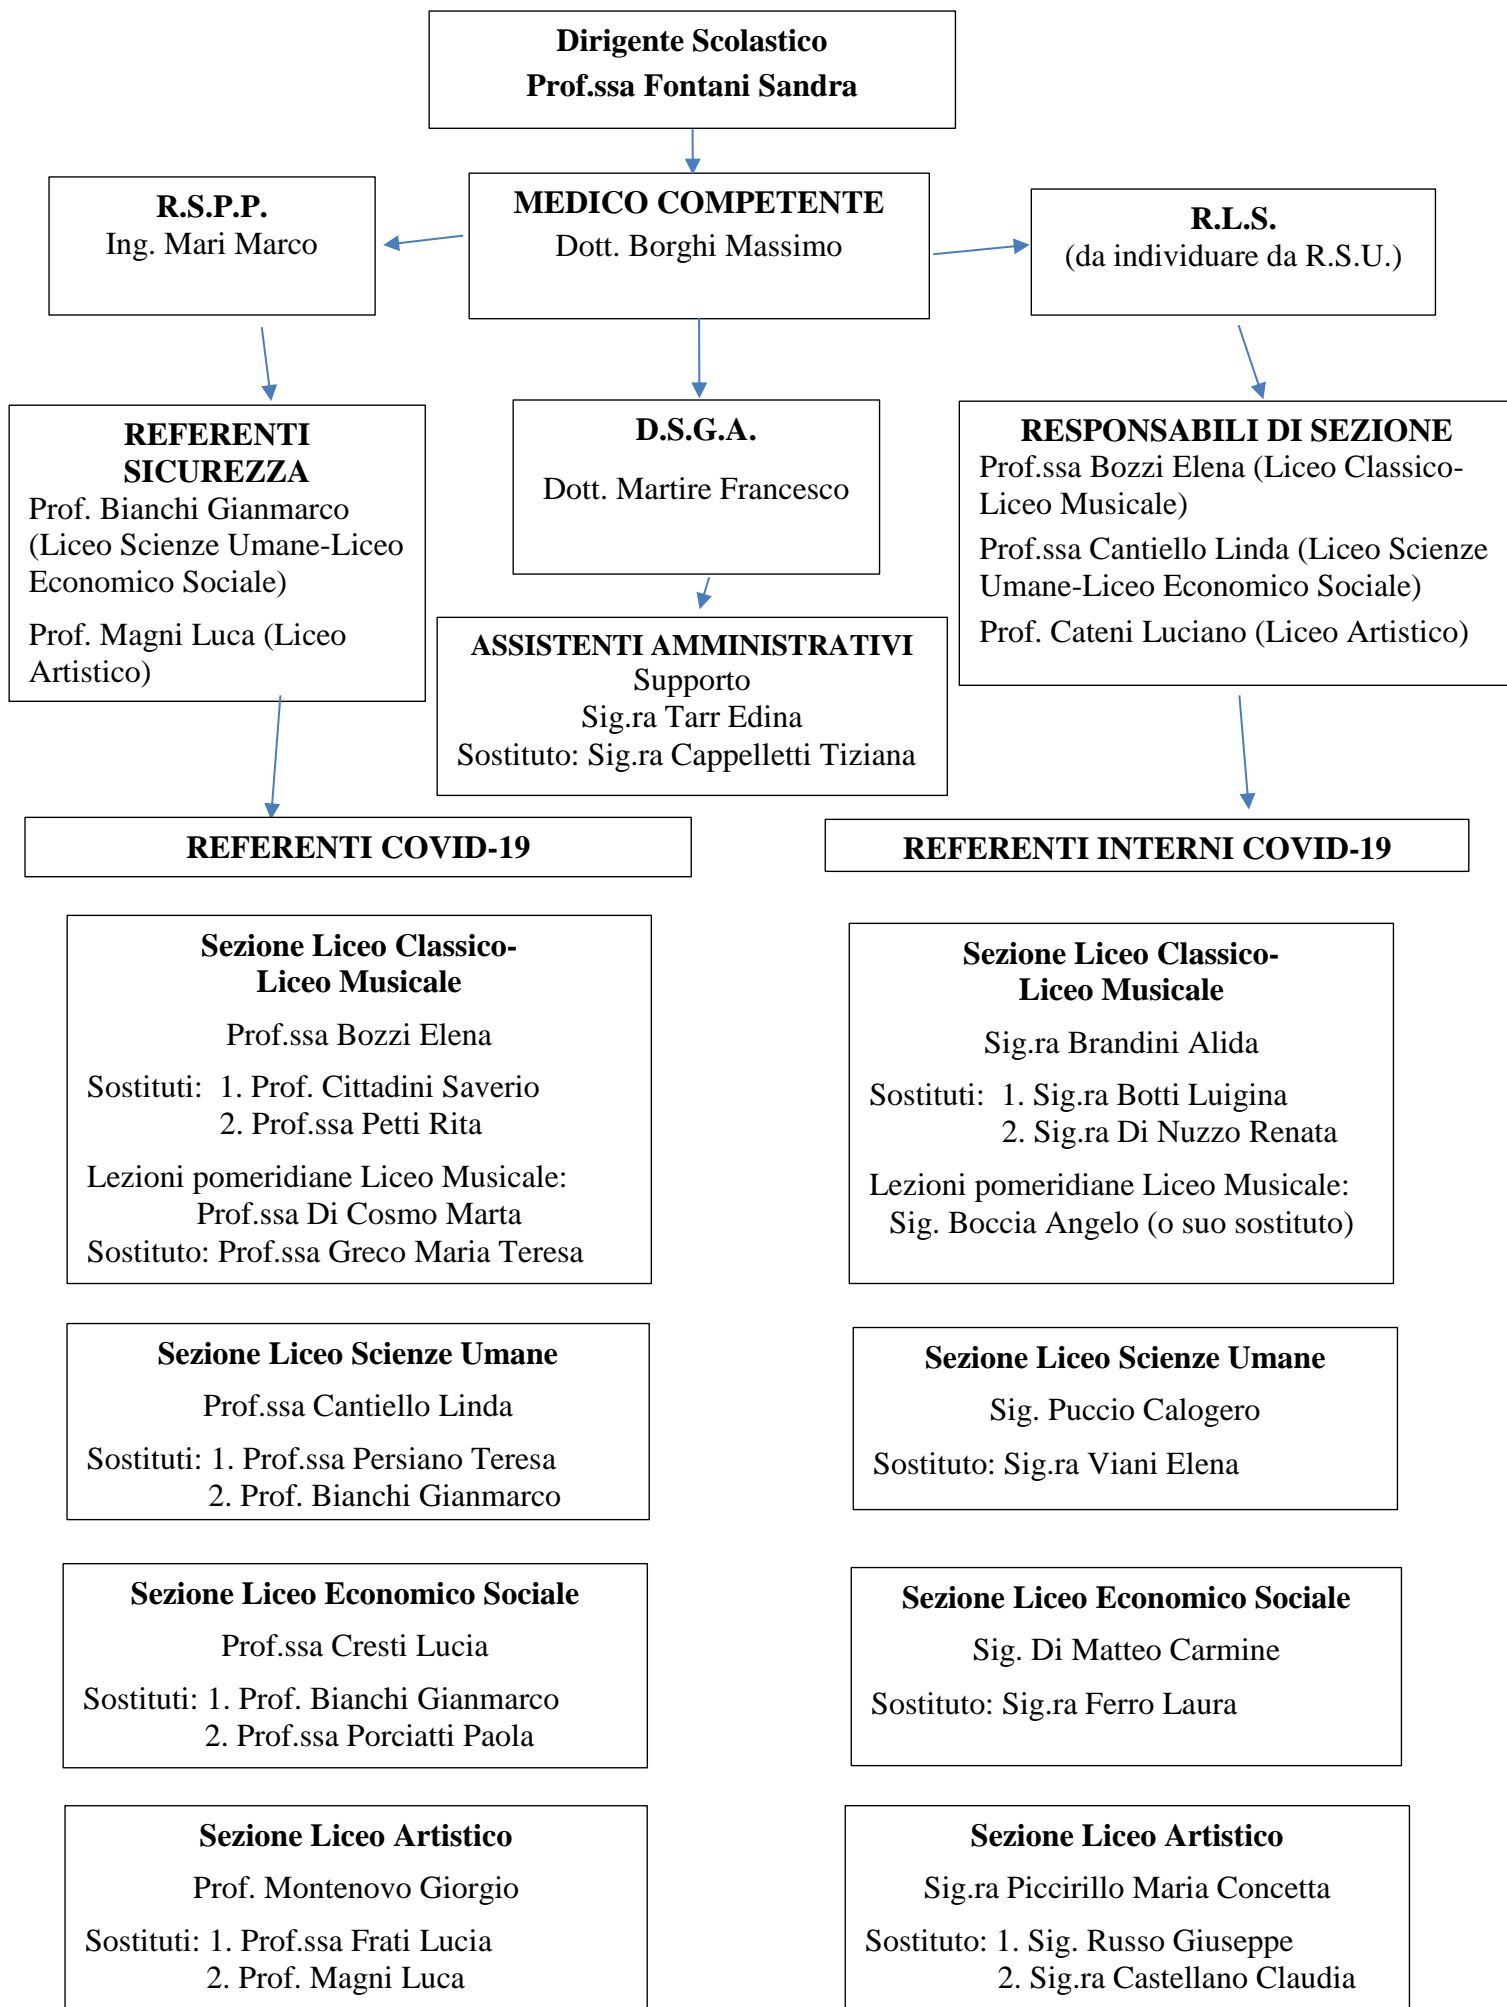 Dirigente Scolastico
Prof.ssa Fontani Sandra
R.S.P.P.
Ing. Mari Marco
MEDICO COMPETENTE
Dott. Borghi Massimo
R.L.S.
(da individuare da R.S.U.)
REFERENTI
SICUREZZA
Prof. Bianchi Gianmarco
(Liceo Scienze Umane-Liceo
Economico Sociale)
Prof. Magni Luca (Liceo
Artistico)
D.S.G.A.
Dott. Martire Francesco
RESPONSABILI DI SEZIONE
Prof.ssa Bozzi Elena (Liceo Classico-
Liceo Musicale)
Prof.ssa Cantiello Linda (Liceo Scienze
Umane-Liceo Economico Sociale)
Prof. Cateni Luciano (Liceo Artistico)
ASSISTENTI AMMINISTRATIVI
Supporto
Sig.ra Tarr Edina
Sostituto: Sig.ra Cappelletti Tiziana
REFERENTI COVID-19
Sezione Liceo Classico-
Liceo Musicale
Prof.ssa Bozzi Elena
Sostituti: 1. Prof. Cittadini Saverio
2. Prof.ssa Petti Rita
Lezioni pomeridiane Liceo Musicale:
Prof.ssa Di Cosmo Marta
Sostituto: Prof.ssa Greco Maria Teresa
Sezione Liceo Scienze Umane
Prof.ssa Cantiello Linda
Sostituti: 1. Prof.ssa Persiano Teresa
2. Prof. Bianchi Gianmarco
Sezione Liceo Economico Sociale
Prof.ssa Cresti Lucia
Sostituti: 1. Prof. Bianchi Gianmarco
2. Prof.ssa Porciatti Paola
Sezione Liceo Artistico
Prof. Montenovo Giorgio
Sostituti: 1. Prof.ssa Frati Lucia
2. Prof. Magni Luca
REFERENTI INTERNI COVID-19
Sezione Liceo Classico-
Liceo Musicale
Sig.ra Brandini Alida
Sostituti: 1. Sig.ra Botti Luigina
2. Sig.ra Di Nuzzo Renata
Lezioni pomeridiane Liceo Musicale:
Sig. Boccia Angelo (o suo sostituto)
Sezione Liceo Scienze Umane
Sig. Puccio Calogero
Sostituto: Sig.ra Viani Elena
Sezione Liceo Economico Sociale
Sig. Di Matteo Carmine
Sostituto: Sig.ra Ferro Laura
Sezione Liceo Artistico
Sig.ra Piccirillo Maria Concetta
Sostituto: 1. Sig. Russo Giuseppe
2. Sig.ra Castellano Claudia